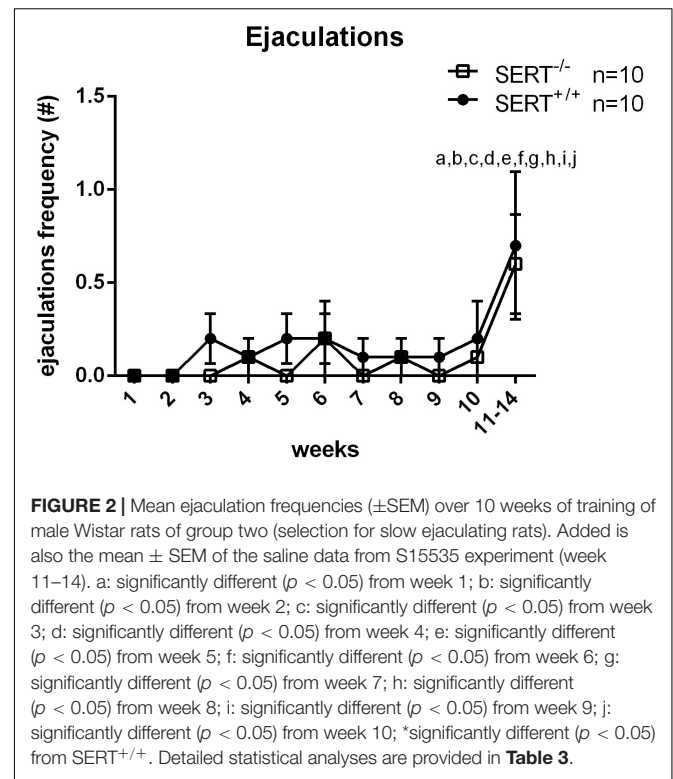 Ejaculations
SERT-/- n=10
SERT+/+ n=10
ejaculations frequency (#)
1.5
1.0
0.5
0.0
a,b,c,d,e,f,g,h,i,j
1 2 3 4 5 6 7 8 9 10 11-14
weeks
FIGURE 2 | Mean ejaculation frequencies (±SEM) over 10 weeks of training of
male Wistar rats of group two (selection for slow ejaculating rats). Added is
also the mean ± SEM of the saline data from S15535 experiment (week
11–14). a: significantly different (p < 0.05) from week 1; b: significantly
different (p < 0.05) from week 2; c: significantly different (p < 0.05) from week
3; d: significantly different (p < 0.05) from week 4; e: significantly different
(p < 0.05) from week 5; f: significantly different (p < 0.05) from week 6; g:
significantly different (p < 0.05) from week 7; h: significantly different
(p < 0.05) from week 8; i: significantly different (p < 0.05) from week 9; j:
significantly different (p < 0.05) from week 10; *significantly different (p < 0.05)
from SERT+/+. Detailed statistical analyses are provided in Table 3.